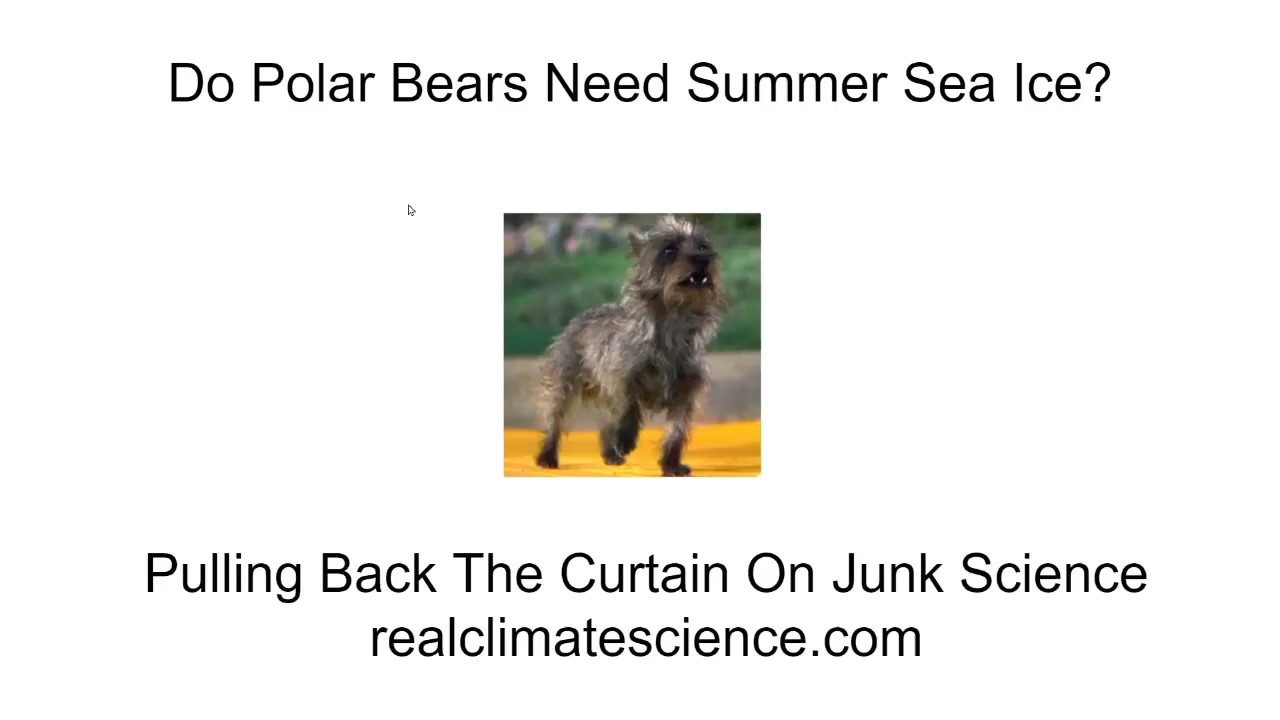 Do Polar Bears Need Summer Sea Ice?
Pulling Back The Curtain On Junk Science
realclimatescience.com